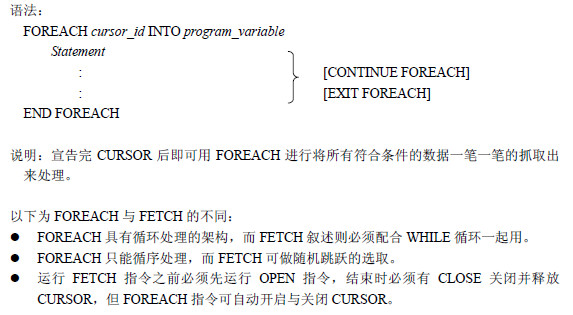 语法：
FOREACH cursor_id INTO program_variable
Statement
: [CONTINUE FOREACH]
: [EXIT FOREACH]
END FOREACH
说明：宣告完 CURSOR 后即可用 FOREACH 进行将所有符合条件的数据一笔一笔的抓取出
来处理。
以下为 FOREACH 与 FETCH 的不同：
● FOREACH 具有循环处理的架构，而 FETCH 叙述则必须配合 WHILE 循环一起用。
● FOREACH 只能循序处理，而 FETCH 可做随机跳跃的选取。
● 运行 FETCH 指令之前必须先运行 OPEN 指令，结束时必须有 CLOSE 关闭并释放
CURSOR，但 FOREACH 指令可自动开启与关闭 CURSOR。